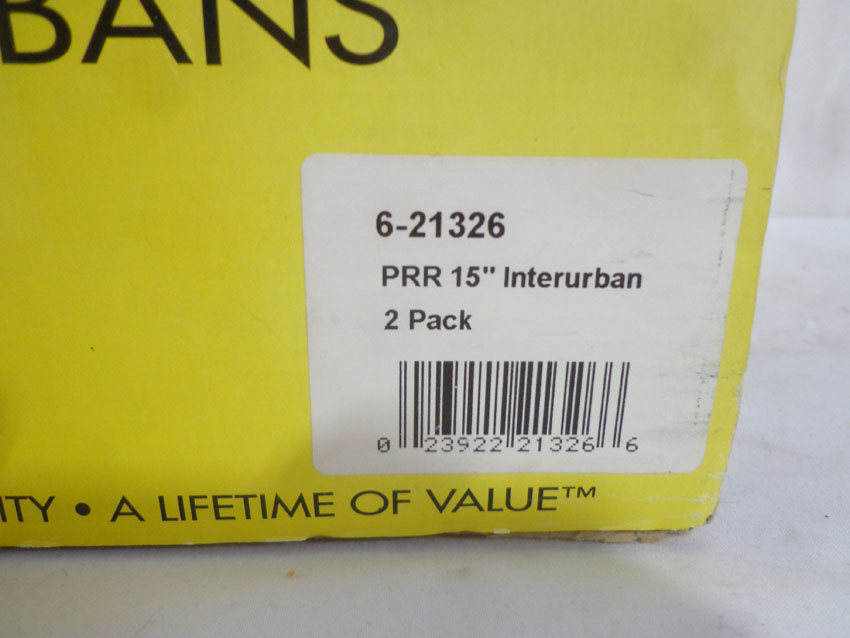 BANS
6-21326
PRR 15" Interurban
2 Pack
0 23922 21326 6
ITY • A LIFETIME OF VALUE™